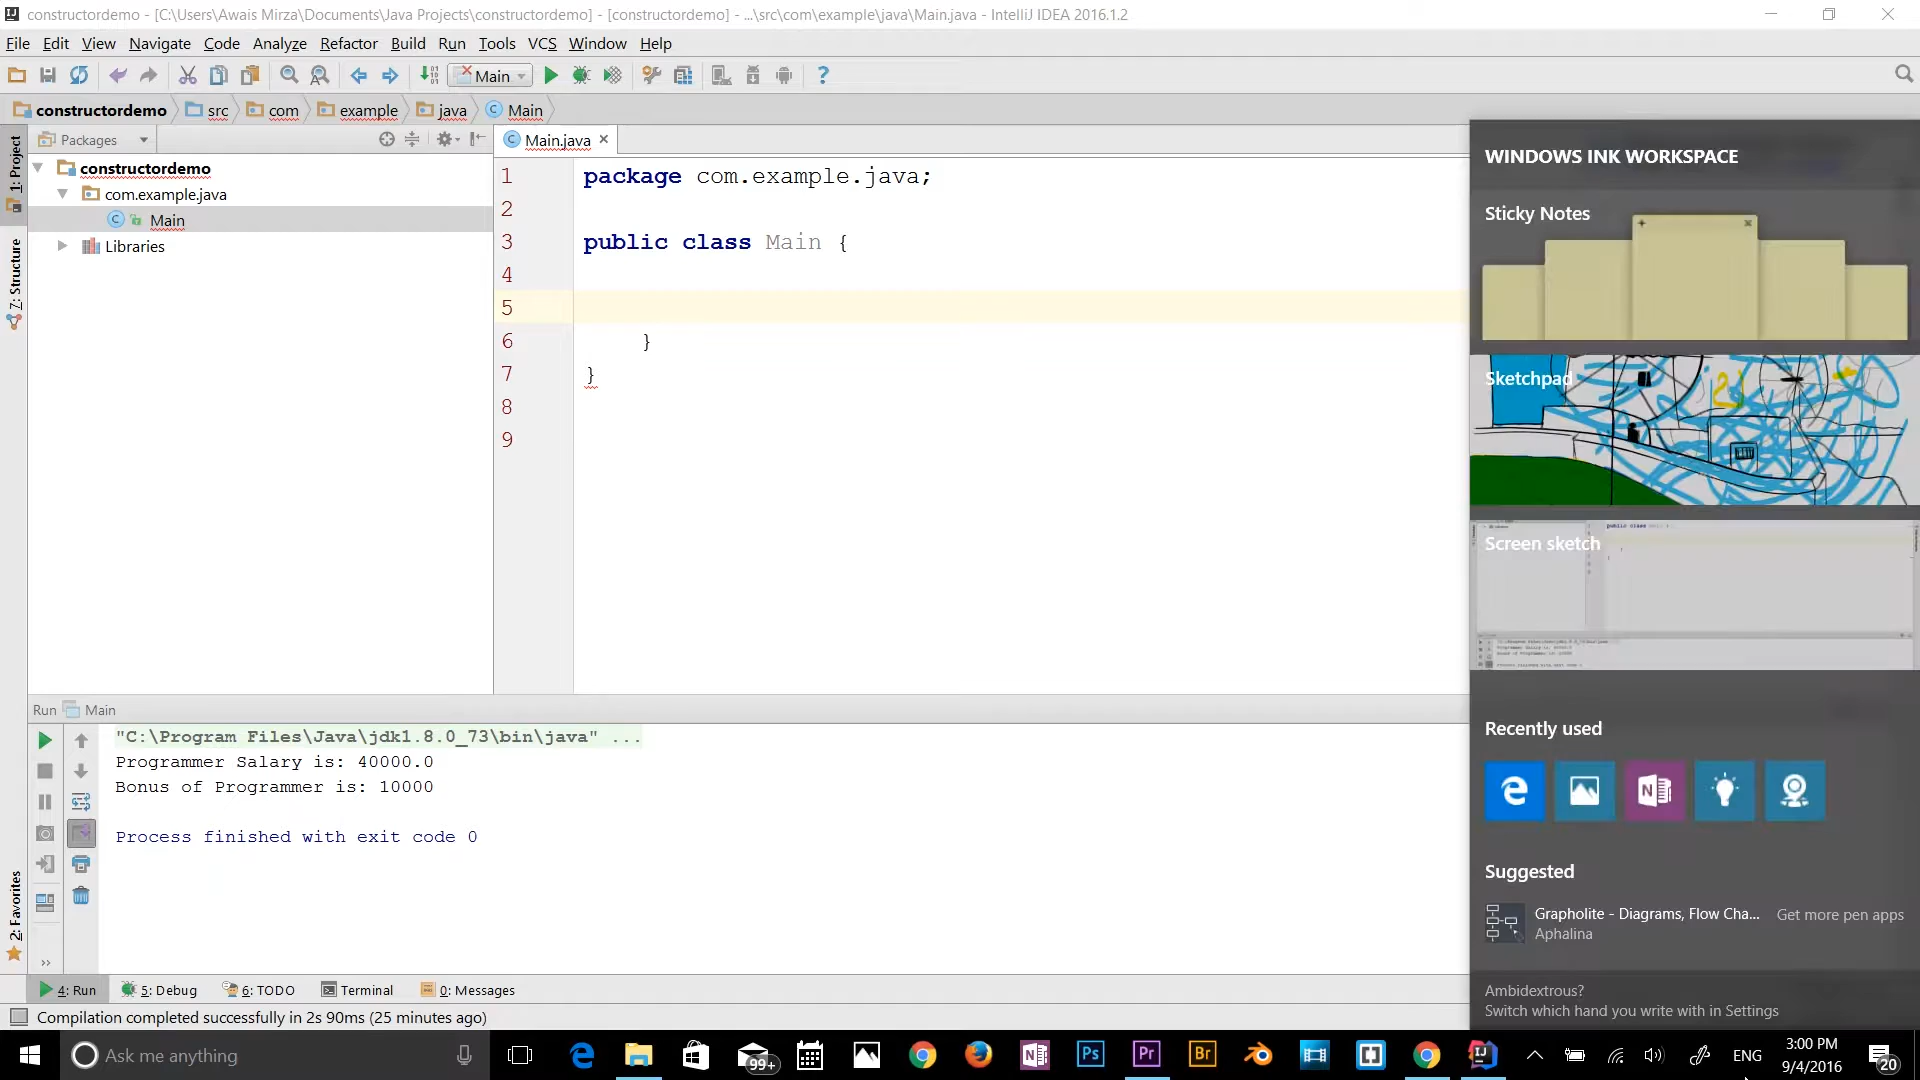 constructordemo - [C:\Users\Awais Mirza\Documents\Java Projects\constructordemo] - [constructordemo] - ...\src\com\example\java\Main.java - IntelliJ IDEA 2016.1.2
File Edit View Navigate Code Analyze Refactor Build Run Tools VCS Window Help
Main
constructordemo src com example java Main
1: Project
7: Structure
2: Favorites
Packages
constructordemo
com.example.java
Main
Libraries
Main.java
1 package com.example.java;
2
3 public class Main {
4
5
6 }
7 }
8
9
Run Main
"C:\Program Files\Java\jdk1.8.0_73\bin\java" ...
Programmer Salary is: 40000.0
Bonus of Programmer is: 10000
Process finished with exit code 0
4: Run 5: Debug 6: TODO Terminal 0: Messages
Compilation completed successfully in 2s 90ms (25 minutes ago)
WINDOWS INK WORKSPACE
Sticky Notes
Sketchpad
Screen sketch
Recently used
Suggested
Grapholite - Diagrams, Flow Cha... Get more pen apps
Aphalina
Ambidextrous?
Switch which hand you write with in Settings
Ask me anything
99+
Ps
Pr
Br
ENG
3:00 PM
9/4/2016
20